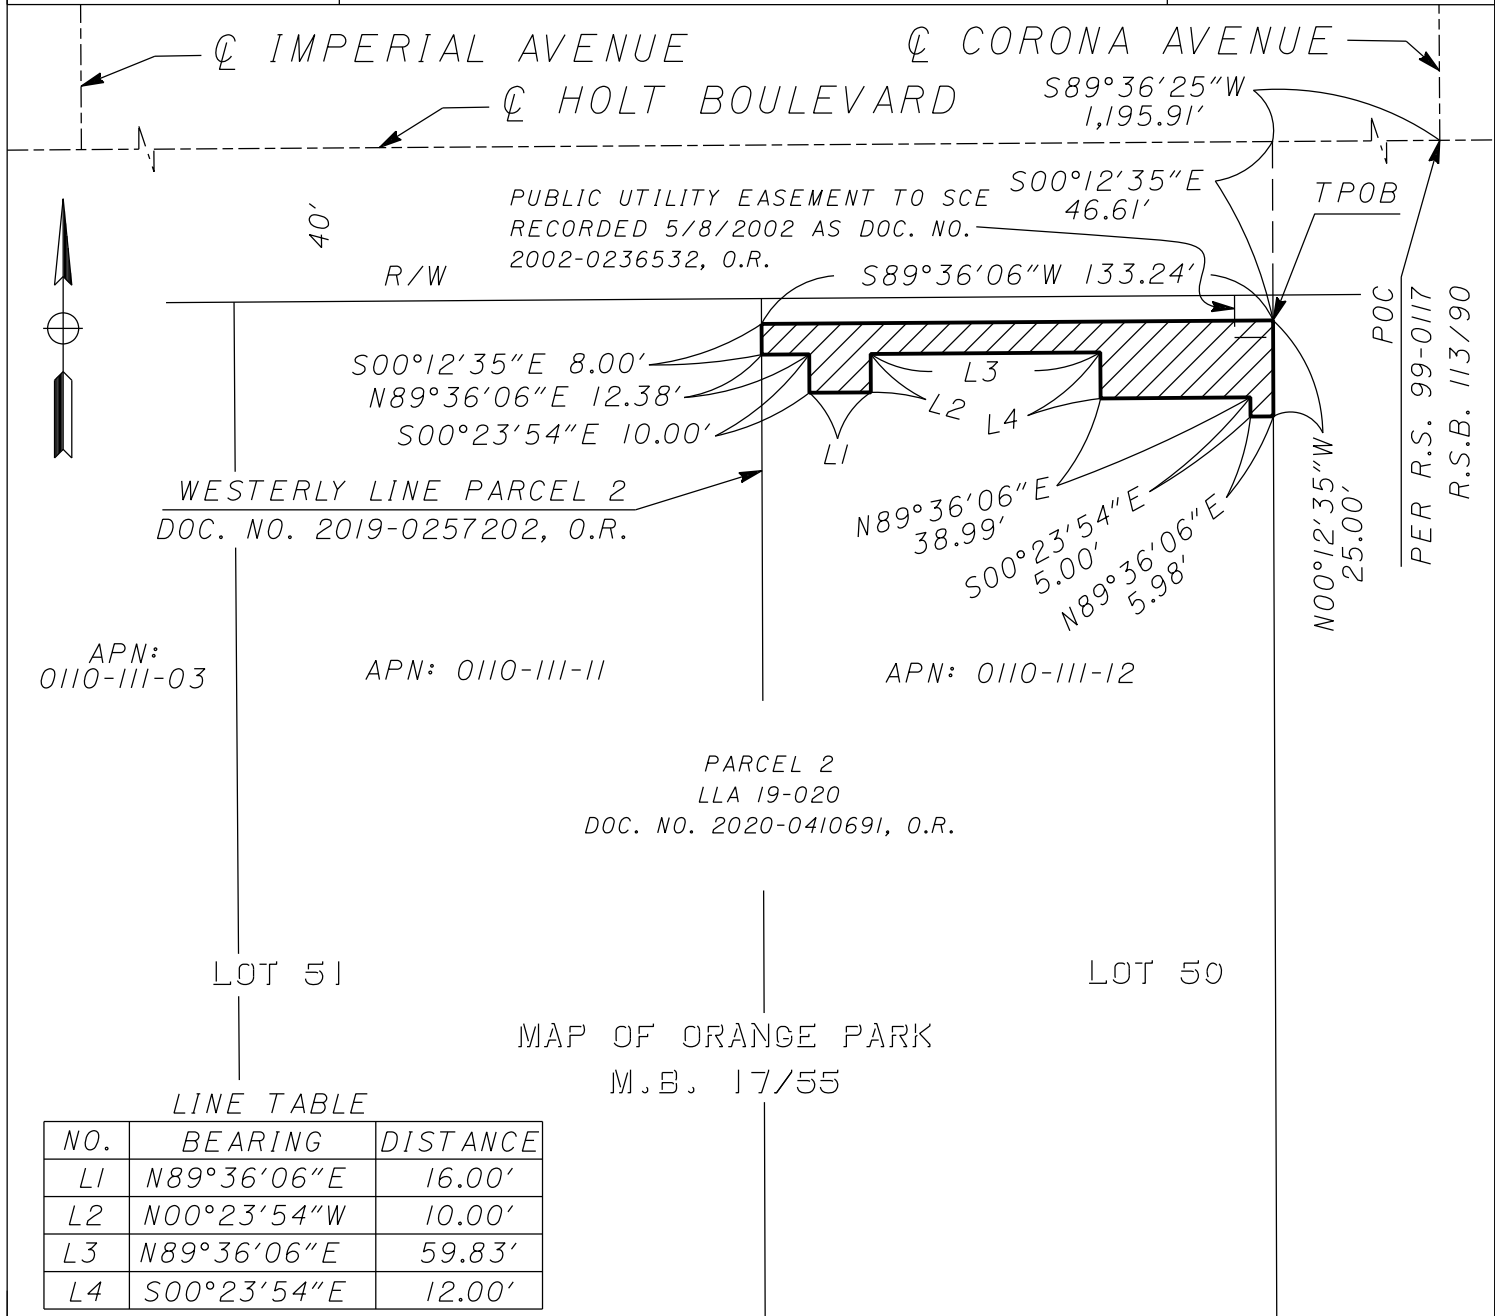 ℄ IMPERIAL AVENUE
℄ CORONA AVENUE
℄ HOLT BOULEVARD
S89°36'25"W
1,195.91'
S00°12'35"E
46.61'
TPOB
PUBLIC UTILITY EASEMENT TO SCE
RECORDED 5/8/2002 AS DOC. NO.
2002-0236532, O.R.
40'
R/W
S89°36'06"W 133.24'
POC
PER R.S. 99-0117
R.S.B. 113/90
S00°12'35"E 8.00'
N89°36'06"E 12.38'
S00°23'54"E 10.00'
L1
L2
L3
L4
N89°36'06"E
38.99'
S00°23'54"E
5.00'
N89°36'06"E
5.98'
N00°12'35"W
25.00'
WESTERLY LINE PARCEL 2
DOC. NO. 2019-0257202, O.R.
APN:
0110-111-03
APN: 0110-111-11
APN: 0110-111-12
PARCEL 2
LLA 19-020
DOC. NO. 2020-0410691, O.R.
LOT 51
LOT 50
MAP OF ORANGE PARK
M.B. 17/55
LINE TABLE
NO. BEARING DISTANCE
L1 N89°36'06"E 16.00'
L2 N00°23'54"W 10.00'
L3 N89°36'06"E 59.83'
L4 S00°23'54"E 12.00'